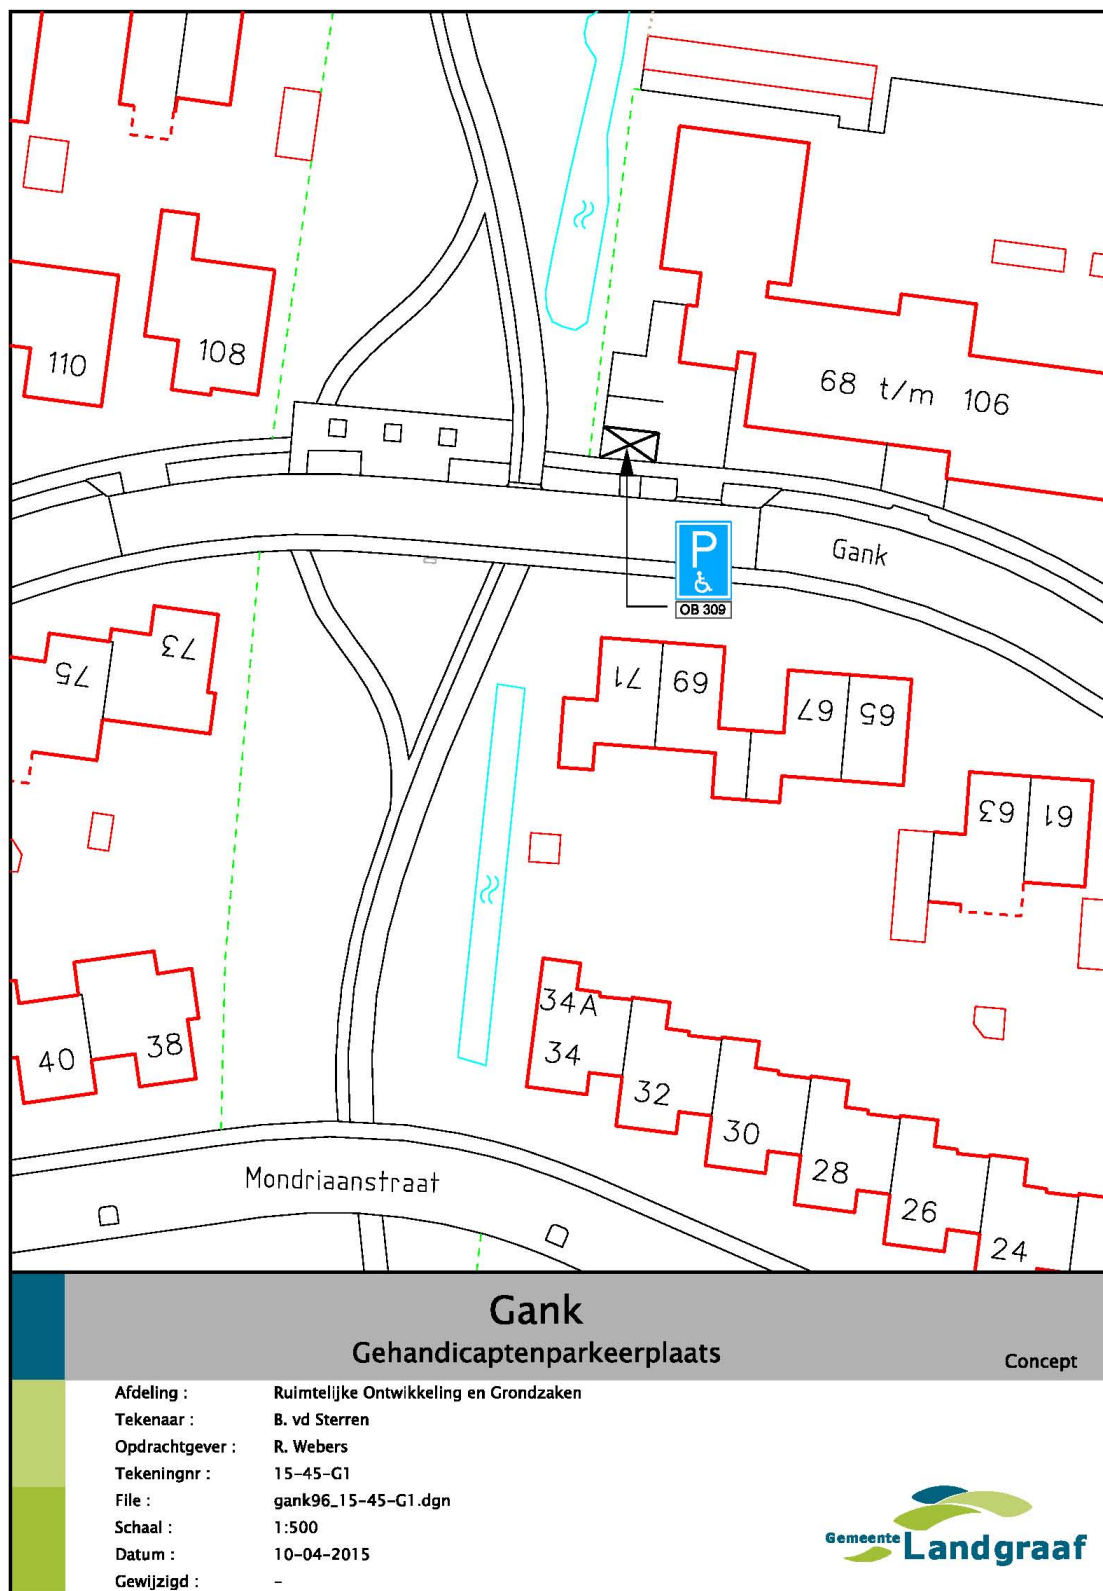 110
108
68 t/m 106
Gank
P
OB 309
73
75
71
69
67
65
63
61
34A
34
32
30
28
26
24
40
38
Mondriaanstraat
Gank
Gehandicaptenparkeerplaats
Concept
Afdeling : Ruimtelijke Ontwikkeling en Grondzaken
Tekenaar : B. vd Sterren
Opdrachtgever : R. Webers
Tekeningnr : 15-45-G1
File : gank96_15-45-G1.dgn
Schaal : 1:500
Datum : 10-04-2015
Gewijzigd : -
Gemeente Landgraaf